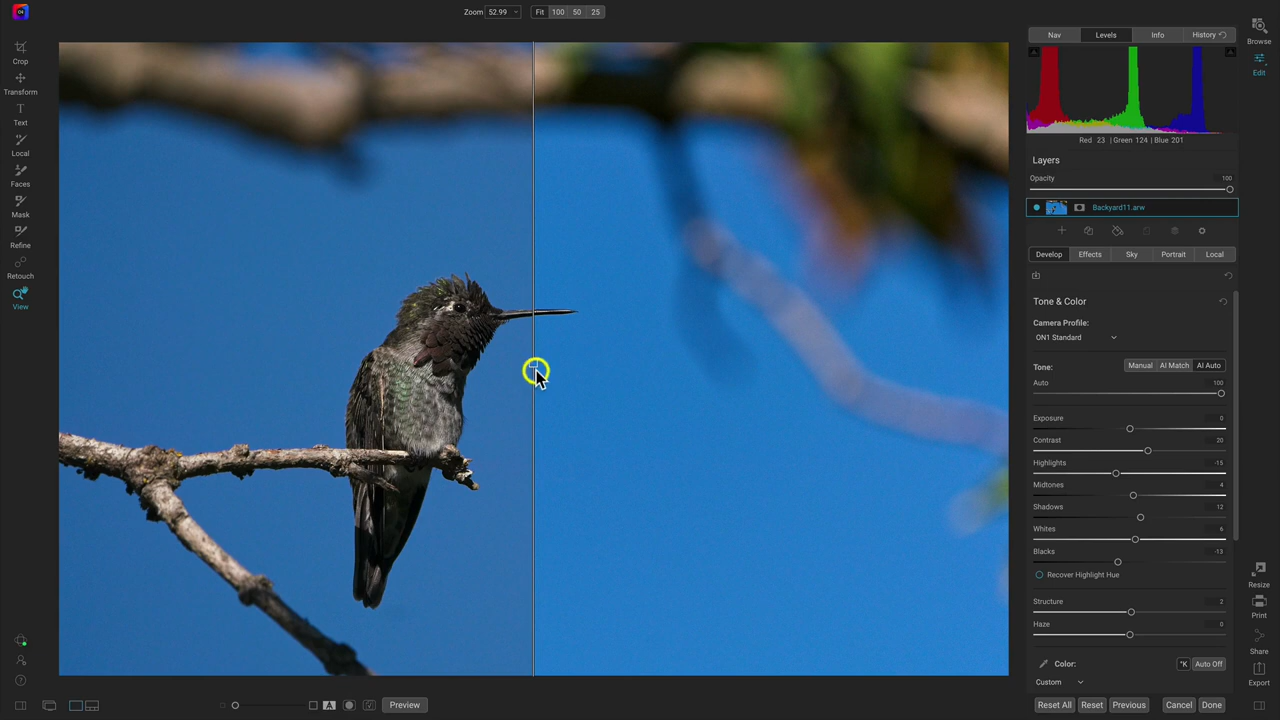 Zoom 52.99 Fit 100 50 25
Nav Levels Info History
Browse
Edit
Crop
Transform
Text
Local
Faces
Mask
Refine
Retouch
View
Red 23 | Green 124 | Blue 201
Layers
Opacity 100
Backyard11.arw
Develop Effects Sky Portrait Local
Tone & Color
Camera Profile:
ON1 Standard
Tone: Manual AI Match AI Auto
Auto 100
Exposure 0
Contrast 20
Highlights -15
Midtones 4
Shadows 12
Whites 6
Blacks -13
Recover Highlight Hue
Structure 2
Haze 0
Color: °K Auto Off
Custom
Resize
Print
Share
Export
A Preview
Reset All Reset Previous Cancel Done